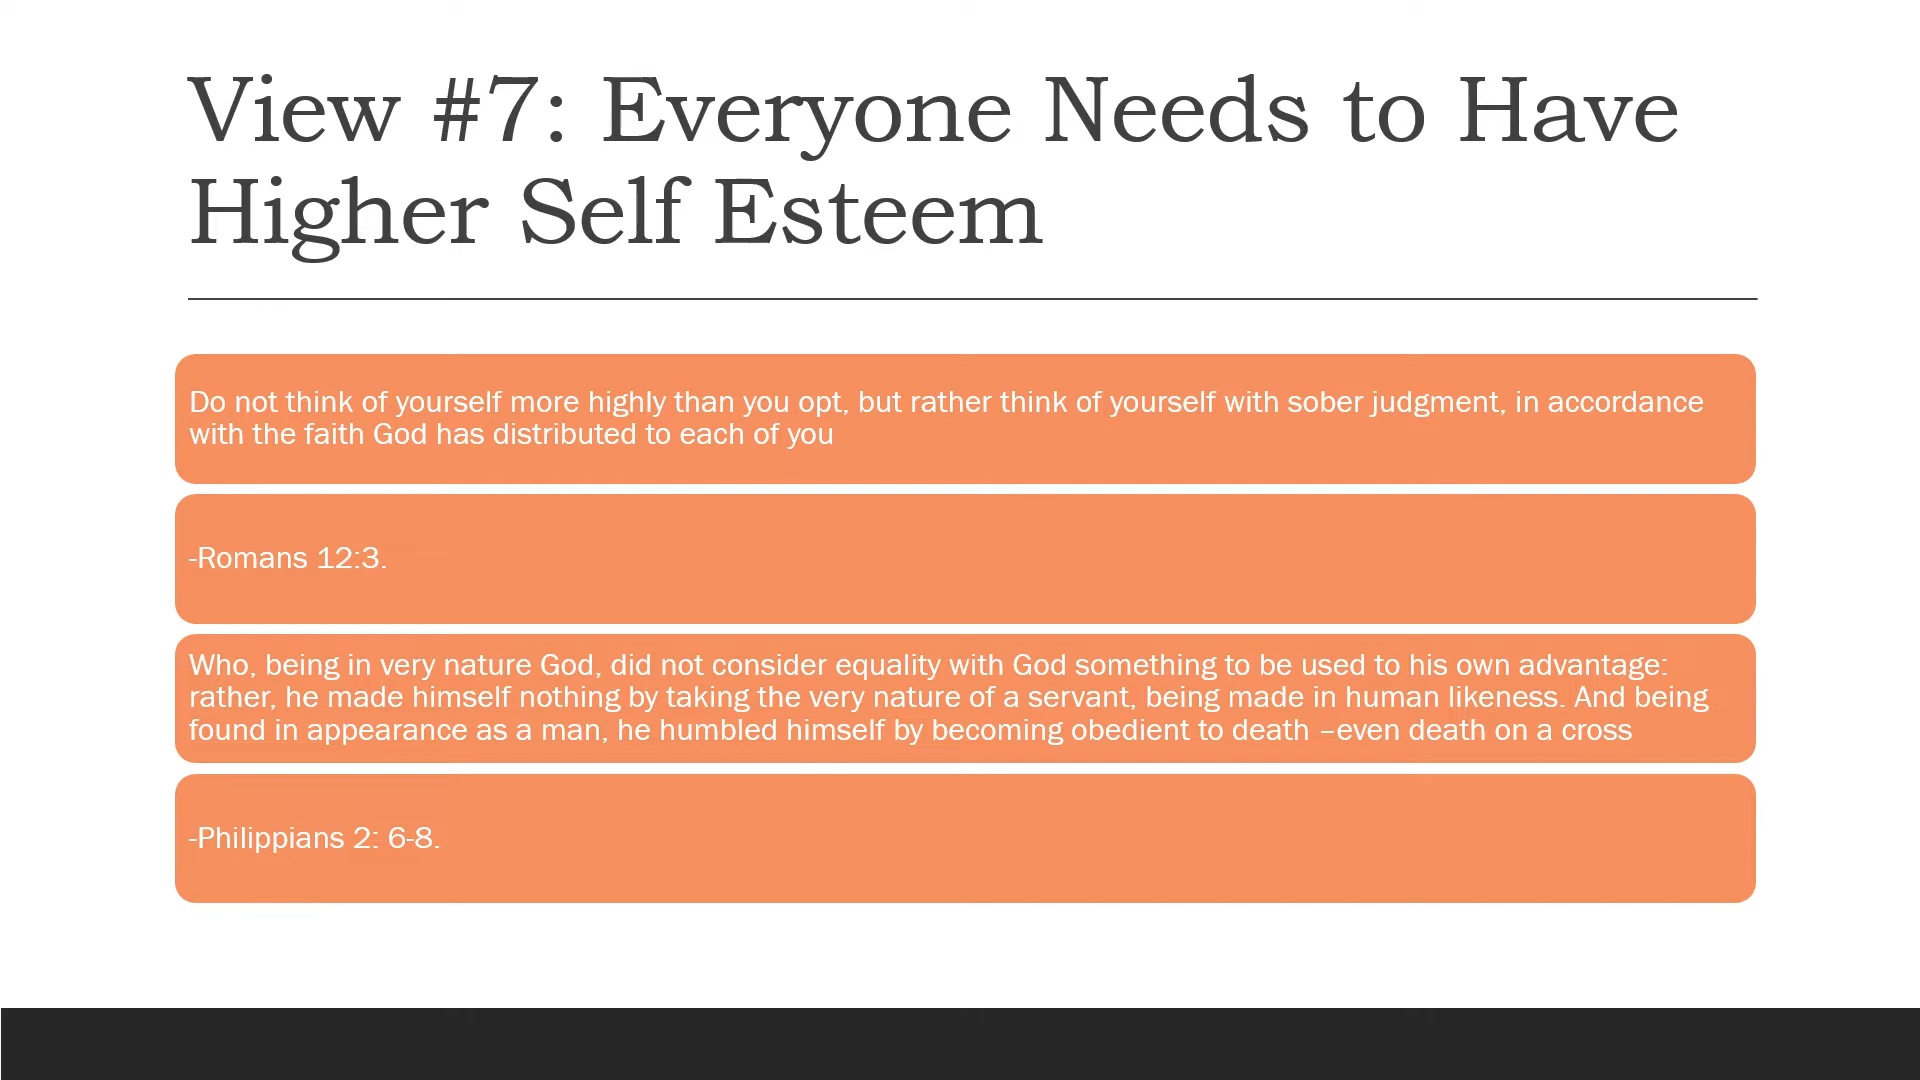 View #7: Everyone Needs to Have
Higher Self Esteem
Do not think of yourself more highly than you opt, but rather think of yourself with sober judgment, in accordance
with the faith God has distributed to each of you
-Romans 12:3.
Who, being in very nature God, did not consider equality with God something to be used to his own advantage:
rather, he made himself nothing by taking the very nature of a servant, being made in human likeness. And being
found in appearance as a man, he humbled himself by becoming obedient to death –even death on a cross
-Philippians 2: 6-8.